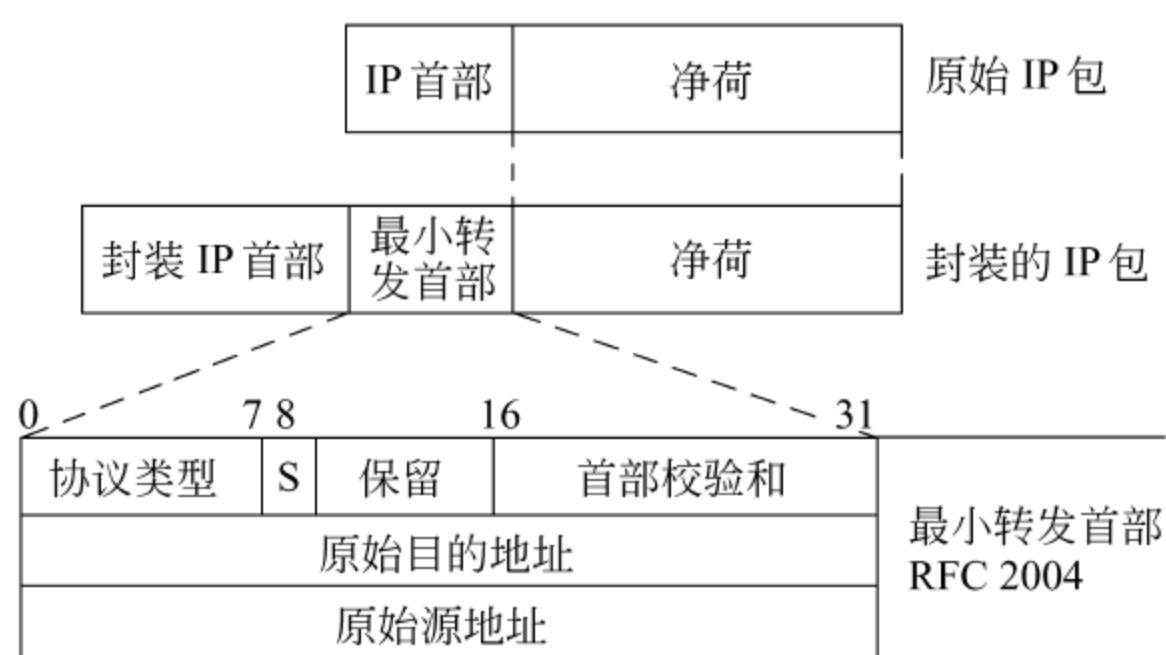 IP 首部
净荷
原始 IP 包
封装 IP 首部
最小转
发首部
净荷
封装的 IP 包
0
7
8
16
31
协议类型
S
保留
首部校验和
原始目的地址
原始源地址
最小转发首部
RFC 2004